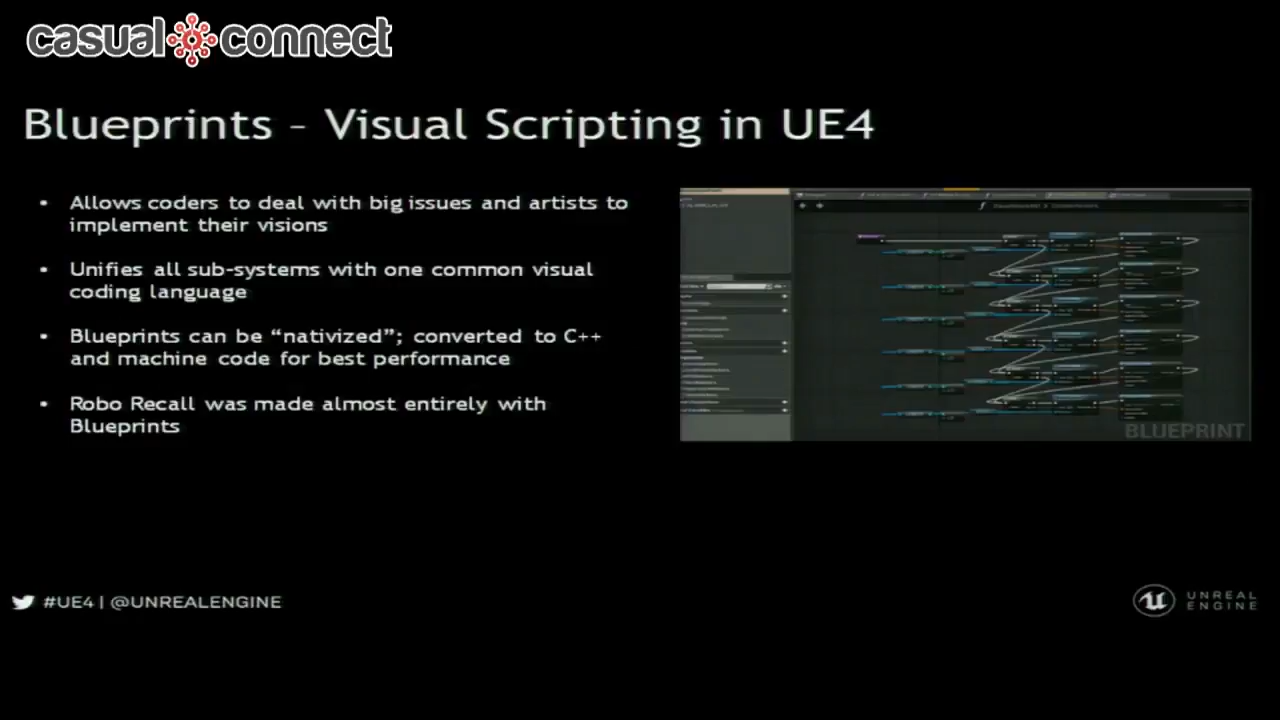 casual connect
Blueprints – Visual Scripting in UE4
• Allows coders to deal with big issues and artists to
implement their visions
• Unifies all sub-systems with one common visual
coding language
• Blueprints can be “nativized”; converted to C++
and machine code for best performance
• Robo Recall was made almost entirely with
Blueprints
BLUEPRINT
#UE4 | @UNREALENGINE
UNREAL
ENGINE